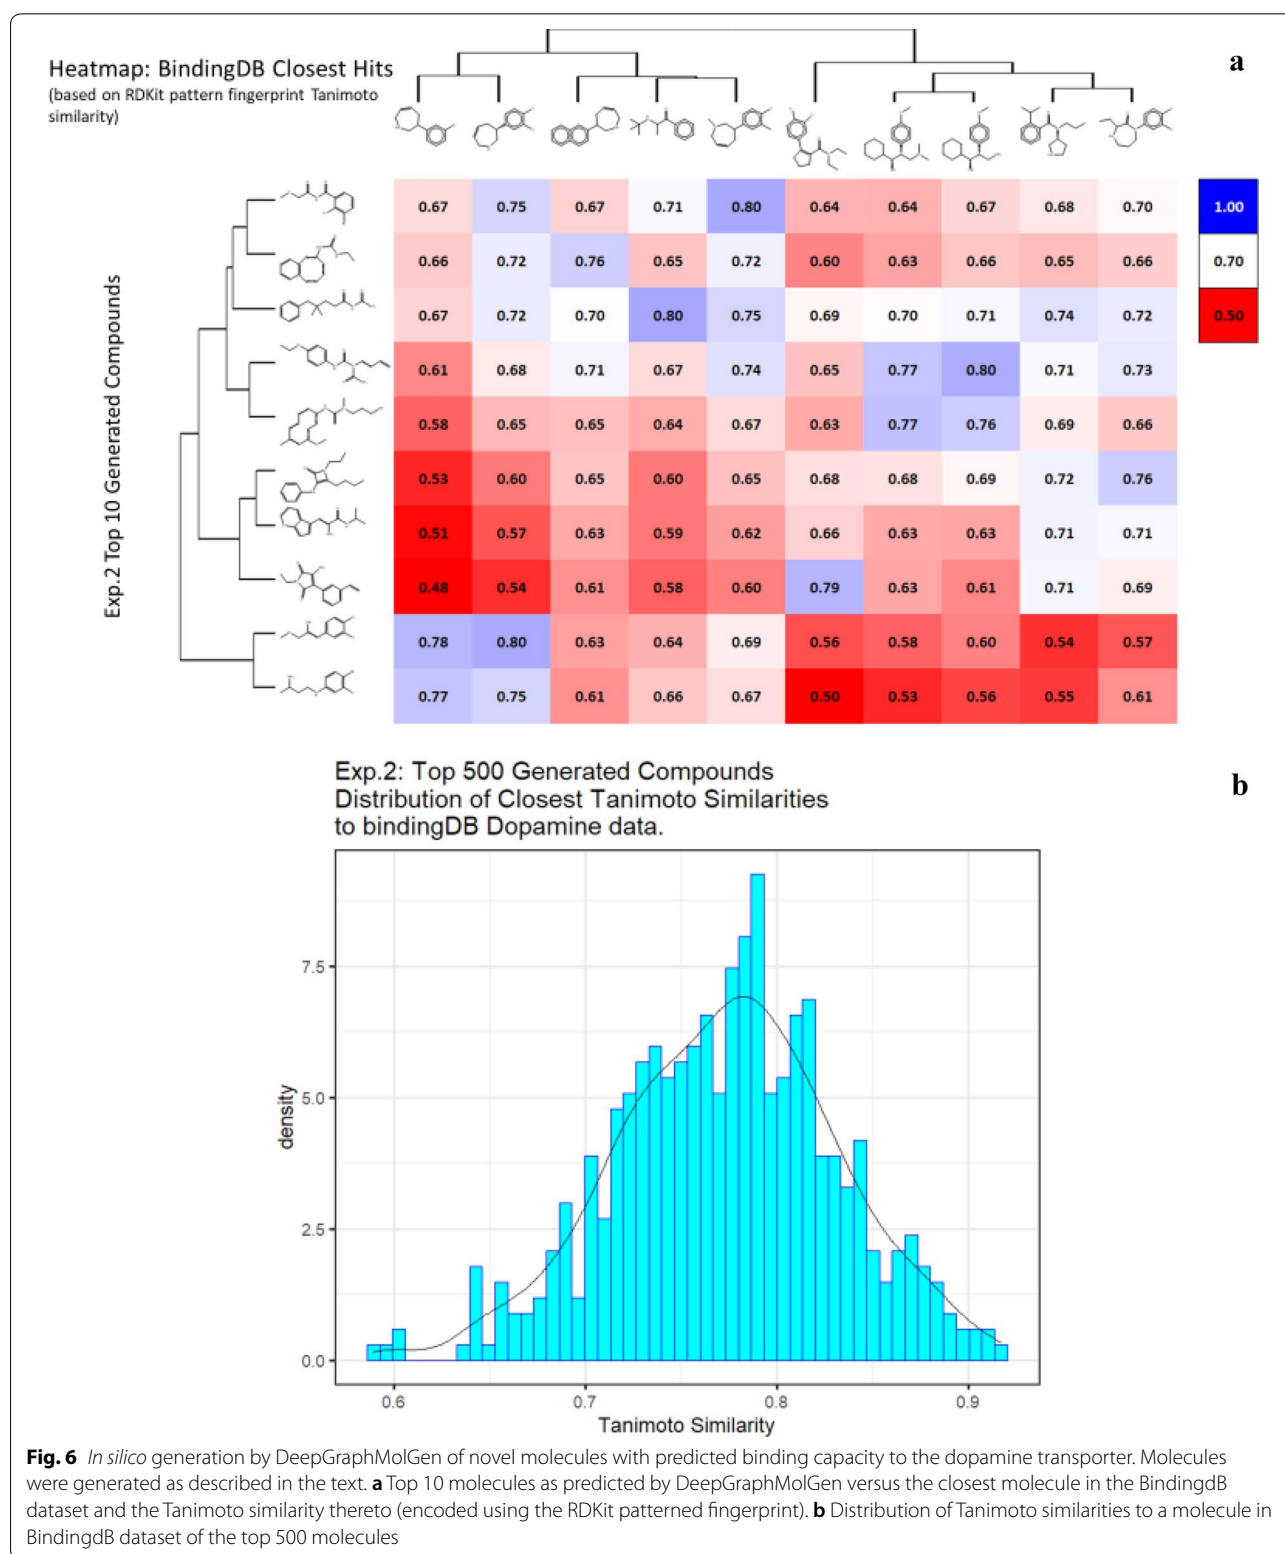 a
Heatmap: BindingDB Closest Hits
(based on RDKit pattern fingerprint Tanimoto
similarity)
Exp.2 Top 10 Generated Compounds
0.67 0.75 0.67 0.71 0.80 0.64 0.64 0.67 0.68 0.70
0.66 0.72 0.76 0.65 0.72 0.60 0.63 0.66 0.65 0.66
0.67 0.72 0.70 0.80 0.75 0.69 0.70 0.71 0.74 0.72
0.61 0.68 0.71 0.67 0.74 0.65 0.77 0.80 0.71 0.73
0.58 0.65 0.65 0.64 0.67 0.63 0.77 0.76 0.69 0.66
0.53 0.60 0.65 0.60 0.65 0.68 0.68 0.69 0.72 0.76
0.51 0.57 0.63 0.59 0.62 0.66 0.63 0.63 0.71 0.71
0.48 0.54 0.61 0.58 0.60 0.79 0.63 0.61 0.71 0.69
0.78 0.80 0.63 0.64 0.69 0.56 0.58 0.60 0.54 0.57
0.77 0.75 0.61 0.66 0.67 0.50 0.53 0.56 0.55 0.61
1.00
0.70
0.50
b
Exp.2: Top 500 Generated Compounds
Distribution of Closest Tanimoto Similarities
to bindingDB Dopamine data.
density
7.5
5.0
2.5
0.0
0.6 0.7 0.8 0.9
Tanimoto Similarity
Fig. 6 In silico generation by DeepGraphMolGen of novel molecules with predicted binding capacity to the dopamine transporter. Molecules
were generated as described in the text. a Top 10 molecules as predicted by DeepGraphMolGen versus the closest molecule in the BindingdB
dataset and the Tanimoto similarity thereto (encoded using the RDKit patterned fingerprint). b Distribution of Tanimoto similarities to a molecule in
BindingdB dataset of the top 500 molecules